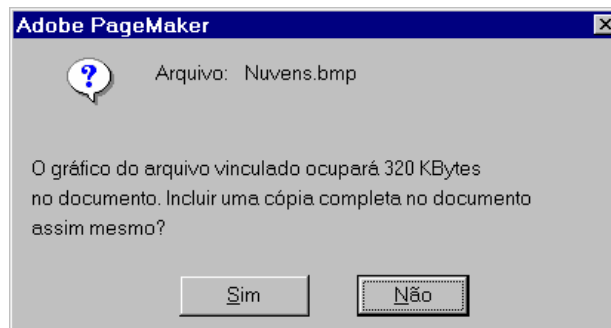 Adobe PageMaker
?
Arquivo: Nuvens.bmp
O gráfico do arquivo vinculado ocupará 320 KBytes
no documento. Incluir uma cópia completa no documento
assim mesmo?
Sim Não